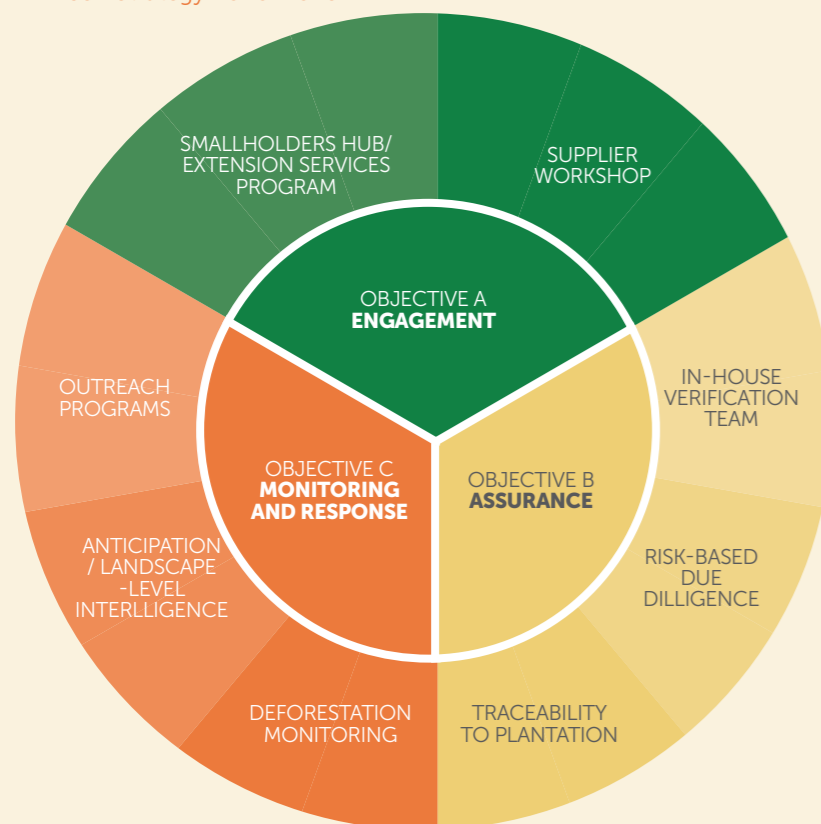 SMALLHOLDERS HUB/
EXTENSION SERVICES
PROGRAM
SUPPLIER
WORKSHOP
OBJECTIVE A
ENGAGEMENT
OUTREACH
PROGRAMS
IN-HOUSE
VERIFICATION
TEAM
OBJECTIVE C
MONITORING
AND RESPONSE
OBJECTIVE B
ASSURANCE
ANTICIPATION
/ LANDSCAPE
-LEVEL
INTERLLIGENCE
RISK-BASED
DUE
DILLIGENCE
DEFORESTATION
MONITORING
TRACEABILITY
TO PLANTATION